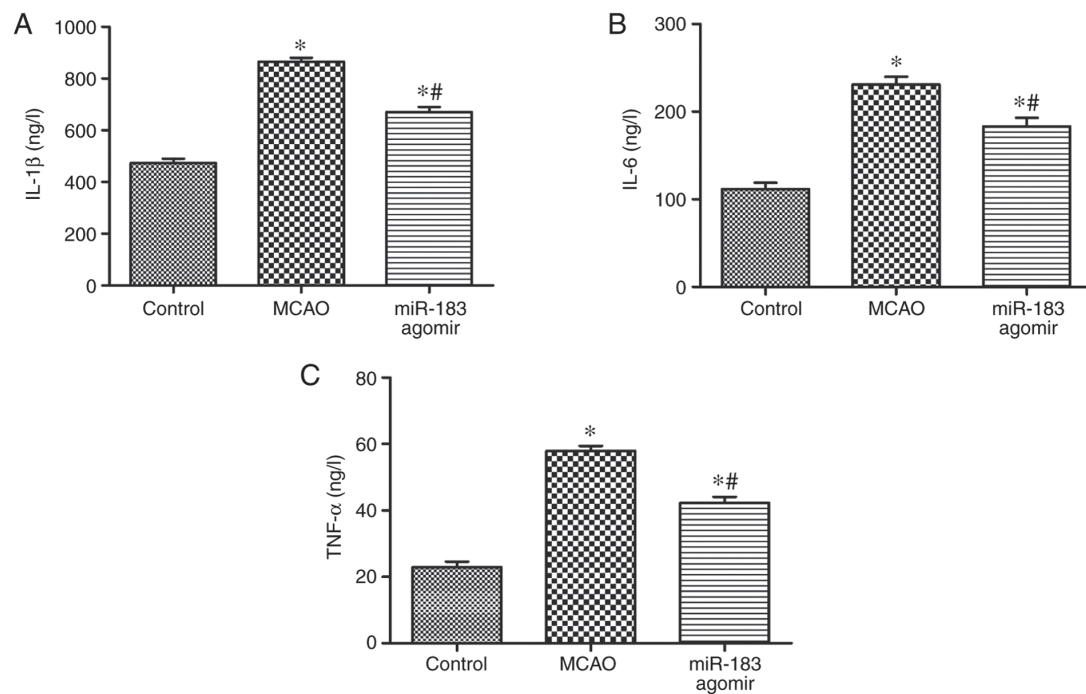 A
IL-1β (ng/l)
1000
800
600
400
200
0
*
*#
Control
MCAO
miR-183
agomir
B
IL-6 (ng/l)
300
200
100
0
*
*#
Control
MCAO
miR-183
agomir
C
TNF-α (ng/l)
80
60
40
20
0
*
*#
Control
MCAO
miR-183
agomir